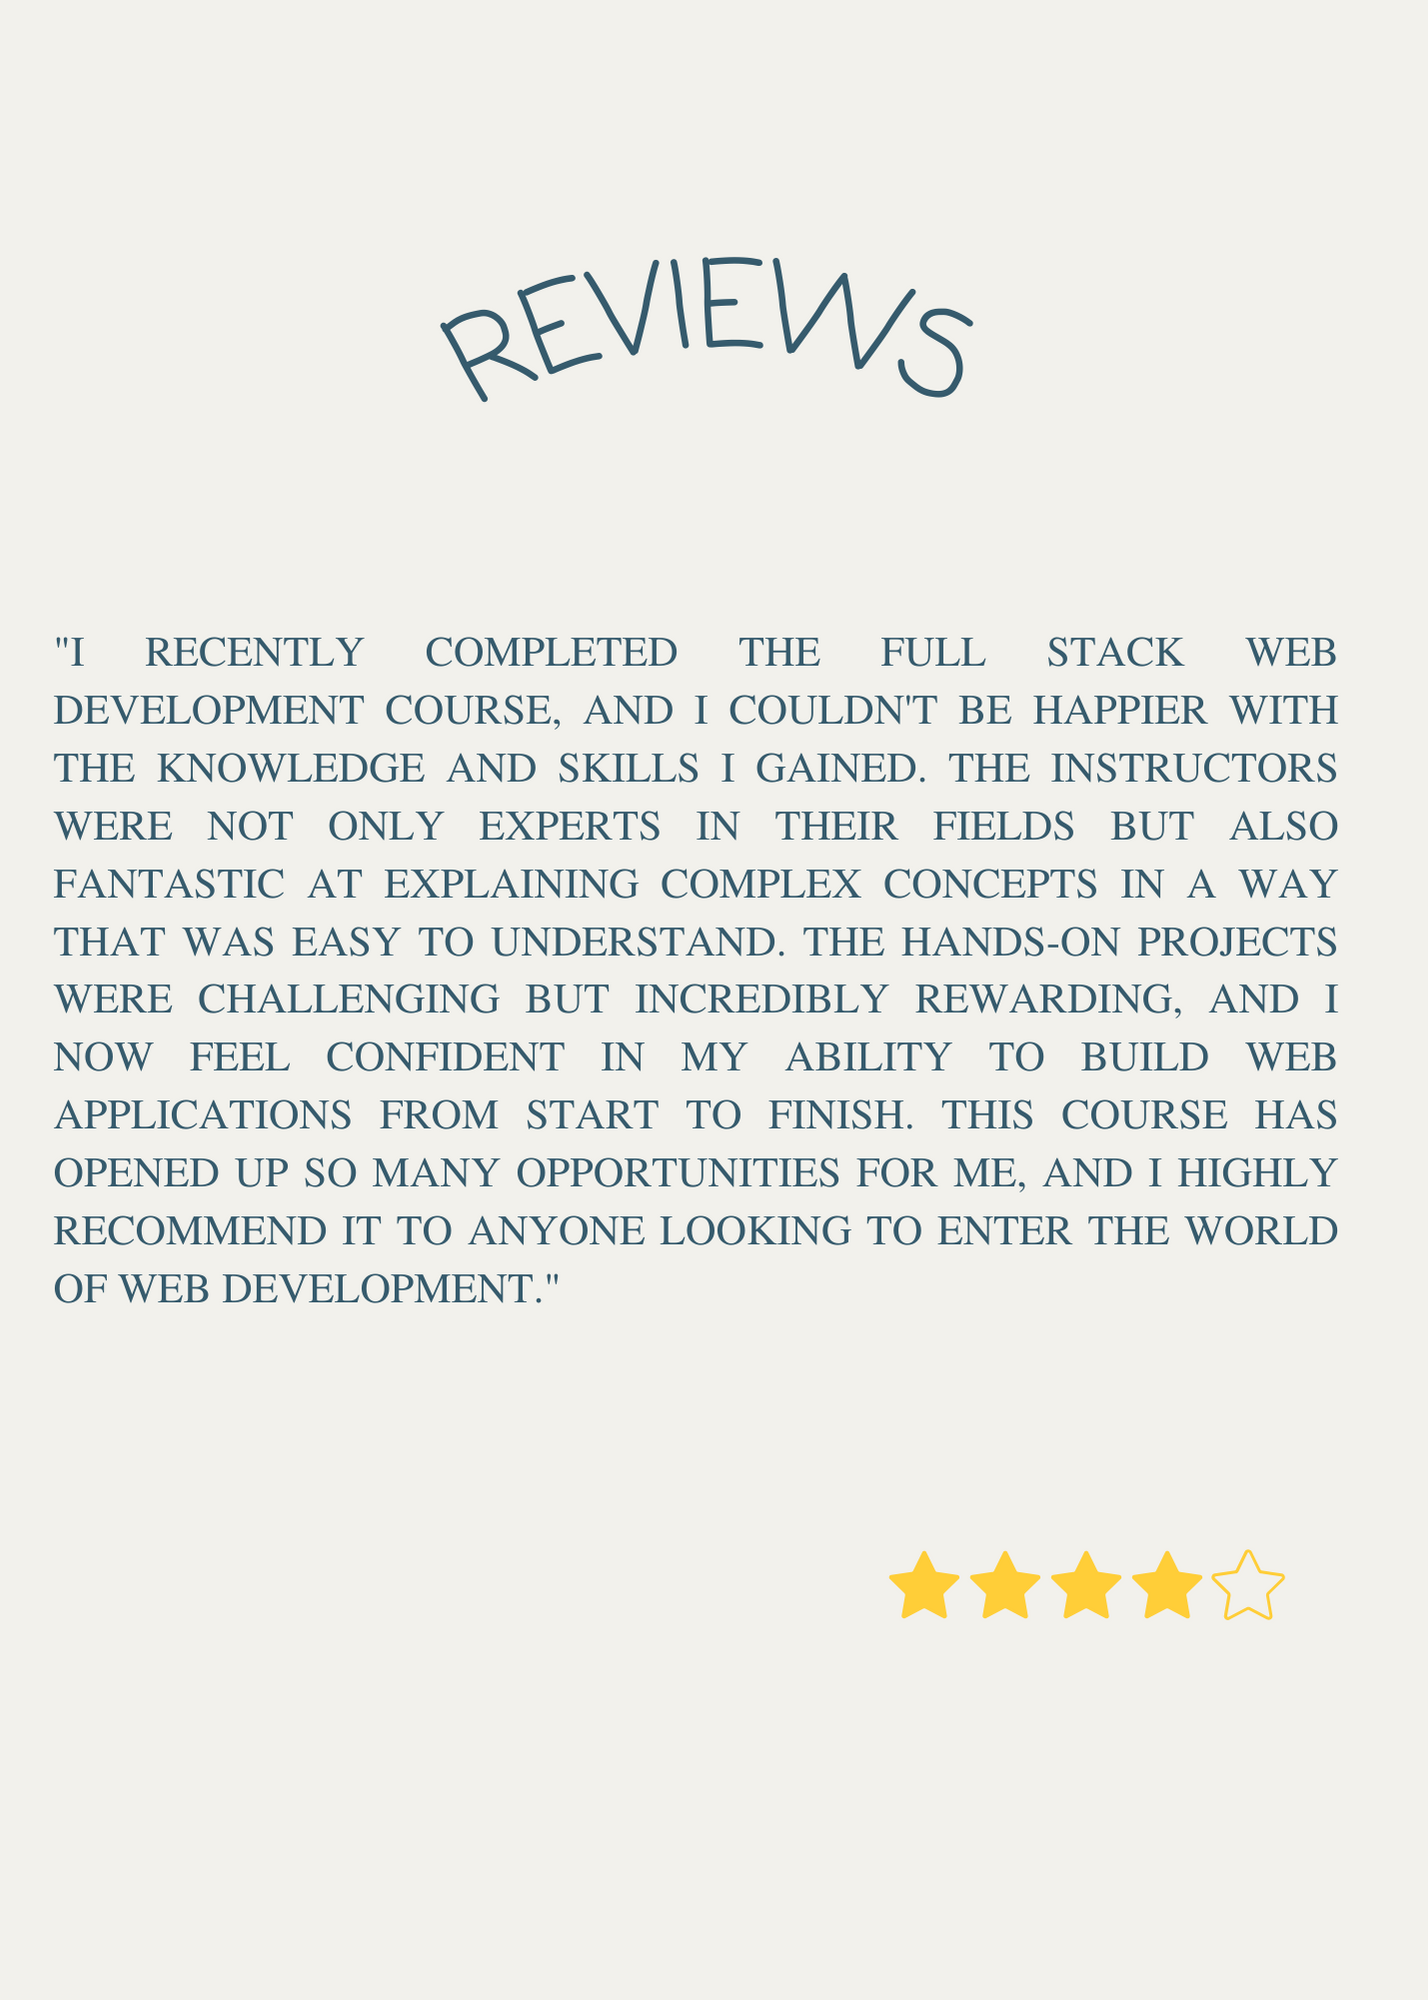 REVIEWS
"I RECENTLY COMPLETED THE FULL STACK WEB
DEVELOPMENT COURSE, AND I COULDN'T BE HAPPIER WITH
THE KNOWLEDGE AND SKILLS I GAINED. THE INSTRUCTORS
WERE NOT ONLY EXPERTS IN THEIR FIELDS BUT ALSO
FANTASTIC AT EXPLAINING COMPLEX CONCEPTS IN A WAY
THAT WAS EASY TO UNDERSTAND. THE HANDS-ON PROJECTS
WERE CHALLENGING BUT INCREDIBLY REWARDING, AND I
NOW FEEL CONFIDENT IN MY ABILITY TO BUILD WEB
APPLICATIONS FROM START TO FINISH. THIS COURSE HAS
OPENED UP SO MANY OPPORTUNITIES FOR ME, AND I HIGHLY
RECOMMEND IT TO ANYONE LOOKING TO ENTER THE WORLD
OF WEB DEVELOPMENT."